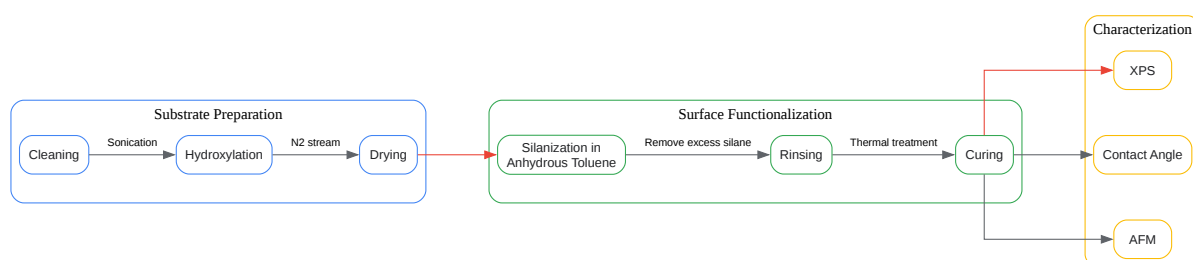 Substrate Preparation
Cleaning
Sonication
Hydroxylation
N2 stream
Drying
Surface Functionalization
Silanization in
Anhydrous Toluene
Remove excess silane
Rinsing
Thermal treatment
Curing
Characterization
XPS
Contact Angle
AFM